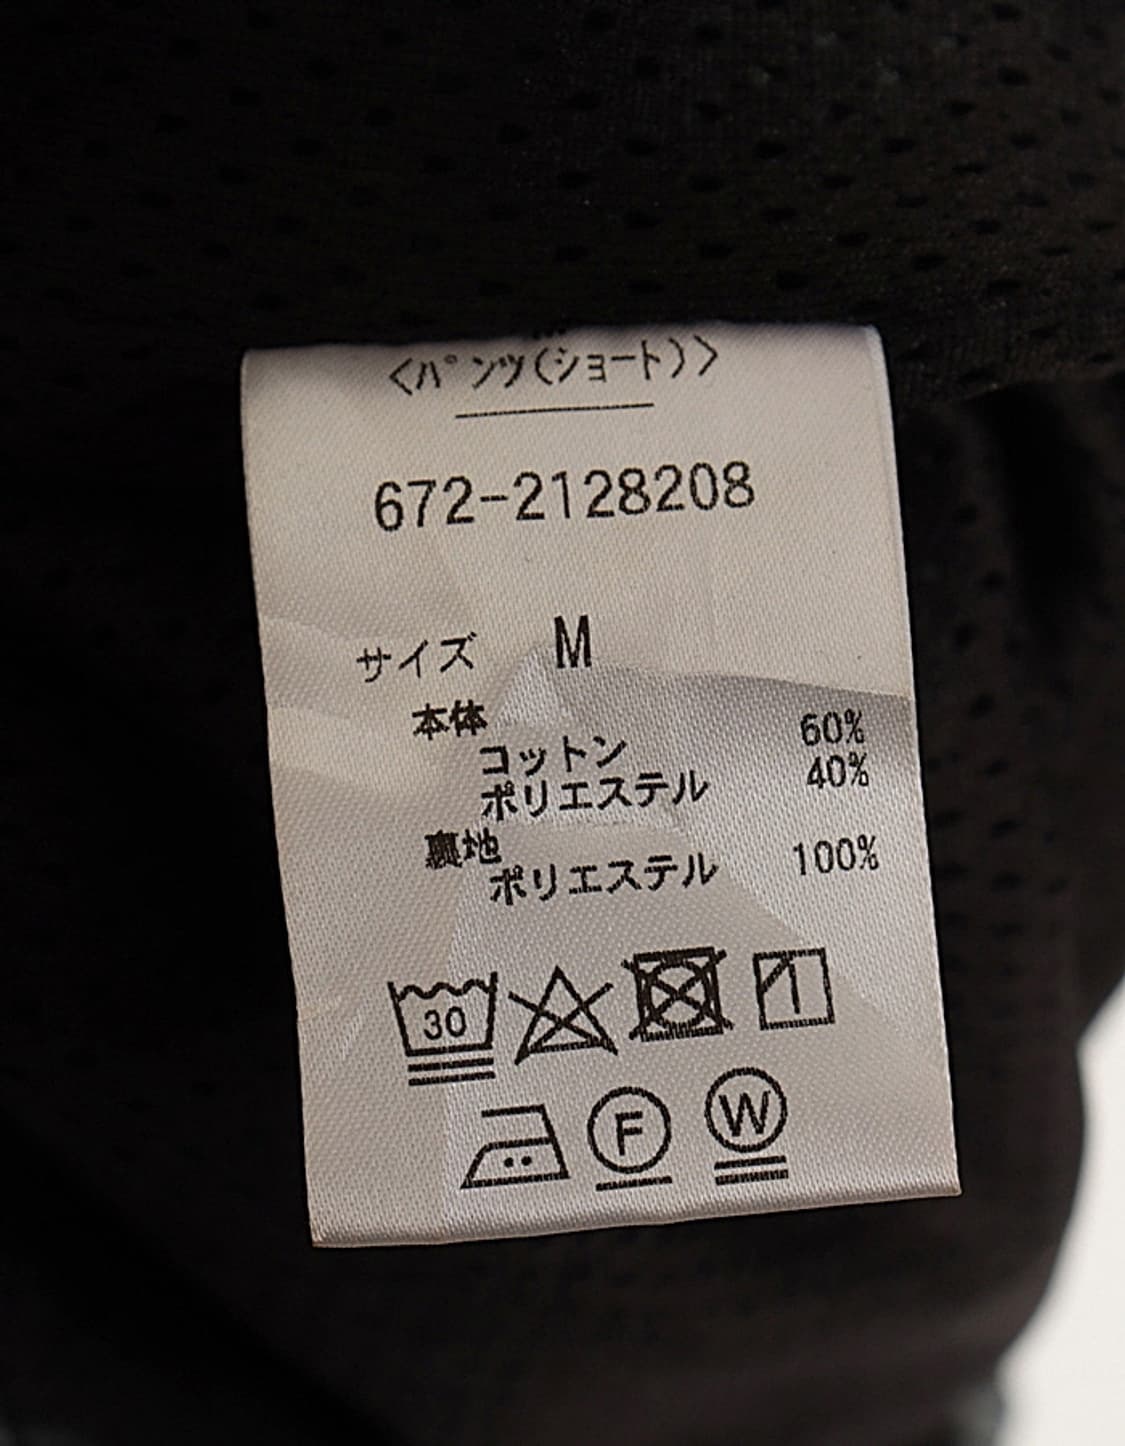 <パンツ(ショート)>
672-2128208
サイズ M
本体
コットン 60%
ポリエステル 40%
裏地
ポリエステル 100%
30
F W